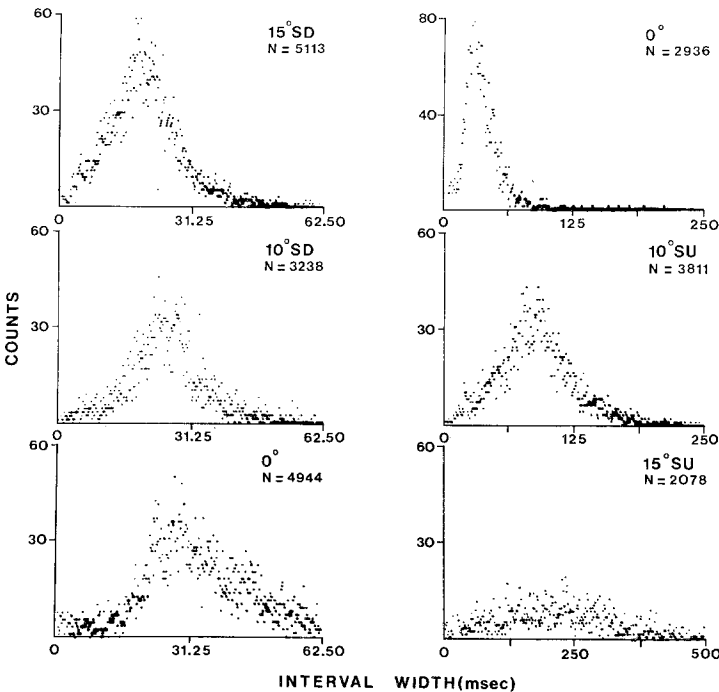 60
30
0
31.25
62.50
15°SD
N = 5113
80
40
0
125
250
0°
N = 2936
60
30
0
31.25
62.50
10°SD
N = 3238
60
30
0
125
250
10°SU
N = 3811
60
30
0
31.25
62.50
0°
N = 4944
60
30
0
250
500
15°SU
N = 2078
COUNTS
INTERVAL WIDTH(msec)